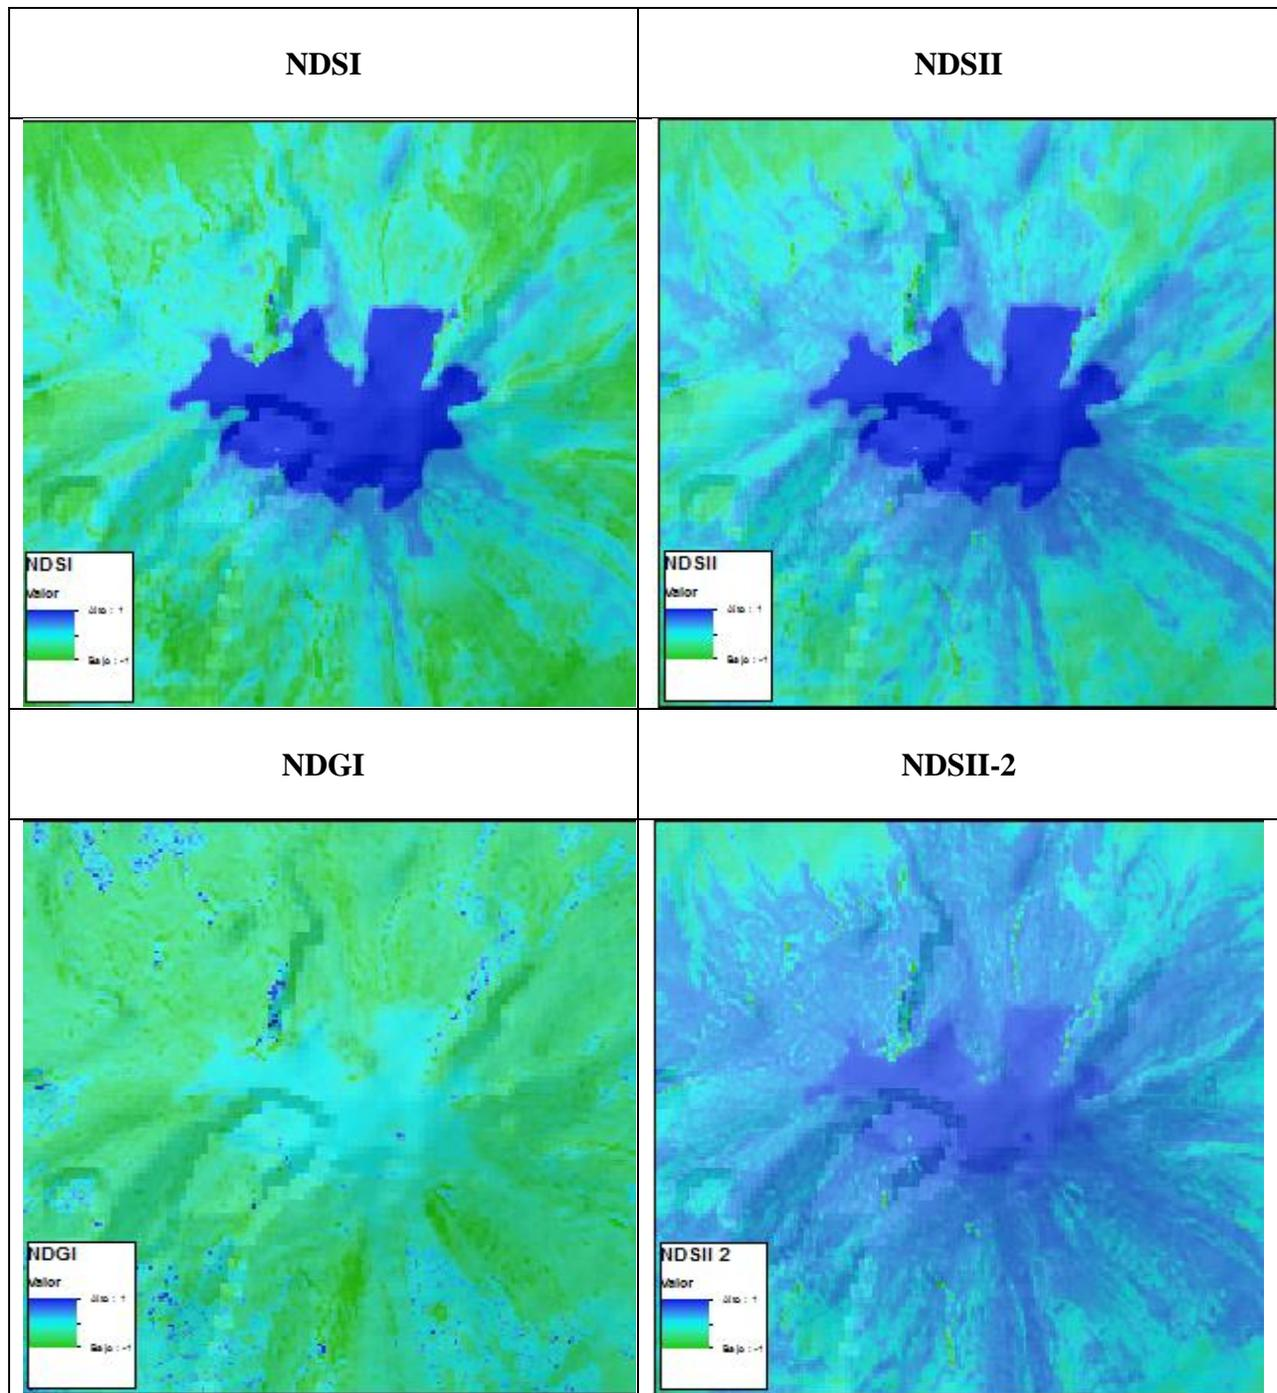 NDSI
NDSII
NDSI
Valor
Alto : 1
Bajo : -1
NDSII
Valor
Alto : 1
Bajo : -1
NDGI
NDSII-2
NDGI
Valor
Alto : 1
Bajo : -1
NDSII 2
Valor
Alto : 1
Bajo : -1